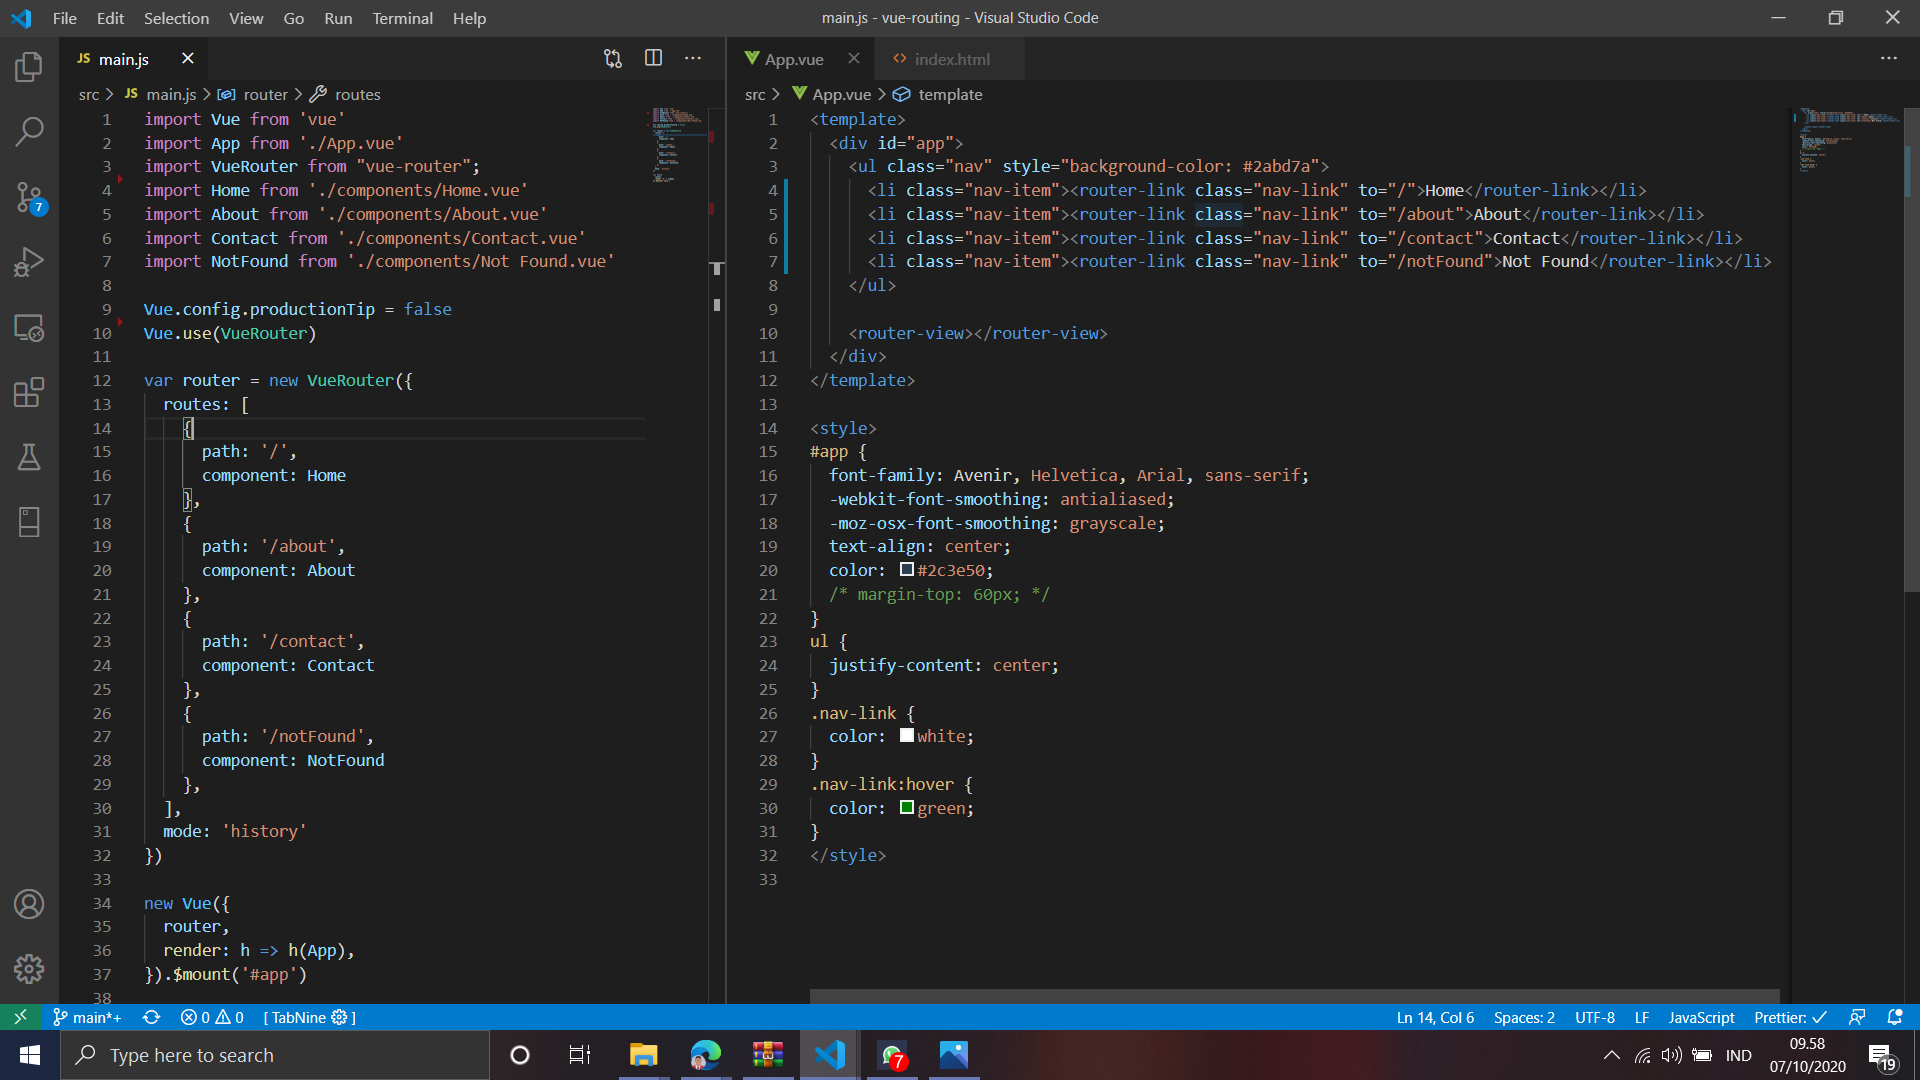 File Edit Selection View Go Run Terminal Help
main.js - vue-routing - Visual Studio Code
JS main.js
src > JS main.js > router > routes
1 import Vue from 'vue'
2 import App from './App.vue'
3 import VueRouter from "vue-router";
4 import Home from './components/Home.vue'
5 import About from './components/About.vue'
6 import Contact from './components/Contact.vue'
7 import NotFound from './components/Not Found.vue'
8
9 Vue.config.productionTip = false
10 Vue.use(VueRouter)
11
12 var router = new VueRouter({
13 routes: [
14 {
15 path: '/',
16 component: Home
17 },
18 {
19 path: '/about',
20 component: About
21 },
22 {
23 path: '/contact',
24 component: Contact
25 },
26 {
27 path: '/notFound',
28 component: NotFound
29 },
30 ],
31 mode: 'history'
32 })
33
34 new Vue({
35 router,
36 render: h => h(App),
37 }).$mount('#app')
38
App.vue
index.html
src > App.vue > template
1 <template>
2 <div id="app">
3 <ul class="nav" style="background-color: #2abd7a">
4 <li class="nav-item"><router-link class="nav-link" to="/">Home</router-link></li>
5 <li class="nav-item"><router-link class="nav-link" to="/about">About</router-link></li>
6 <li class="nav-item"><router-link class="nav-link" to="/contact">Contact</router-link></li>
7 <li class="nav-item"><router-link class="nav-link" to="/notFound">Not Found</router-link></li>
8 </ul>
9
10 <router-view></router-view>
11 </div>
12 </template>
13
14 <style>
15 #app {
16 font-family: Avenir, Helvetica, Arial, sans-serif;
17 -webkit-font-smoothing: antialiased;
18 -moz-osx-font-smoothing: grayscale;
19 text-align: center;
20 color: #2c3e50;
21 /* margin-top: 60px; */
22 }
23 ul {
24 justify-content: center;
25 }
26 .nav-link {
27 color: white;
28 }
29 .nav-link:hover {
30 color: green;
31 }
32 </style>
33
7
main*+ 0 0 [ TabNine ]
Ln 14, Col 6 Spaces: 2 UTF-8 LF JavaScript Prettier: ✓
Type here to search
7
IND
09.58
07/10/2020
19